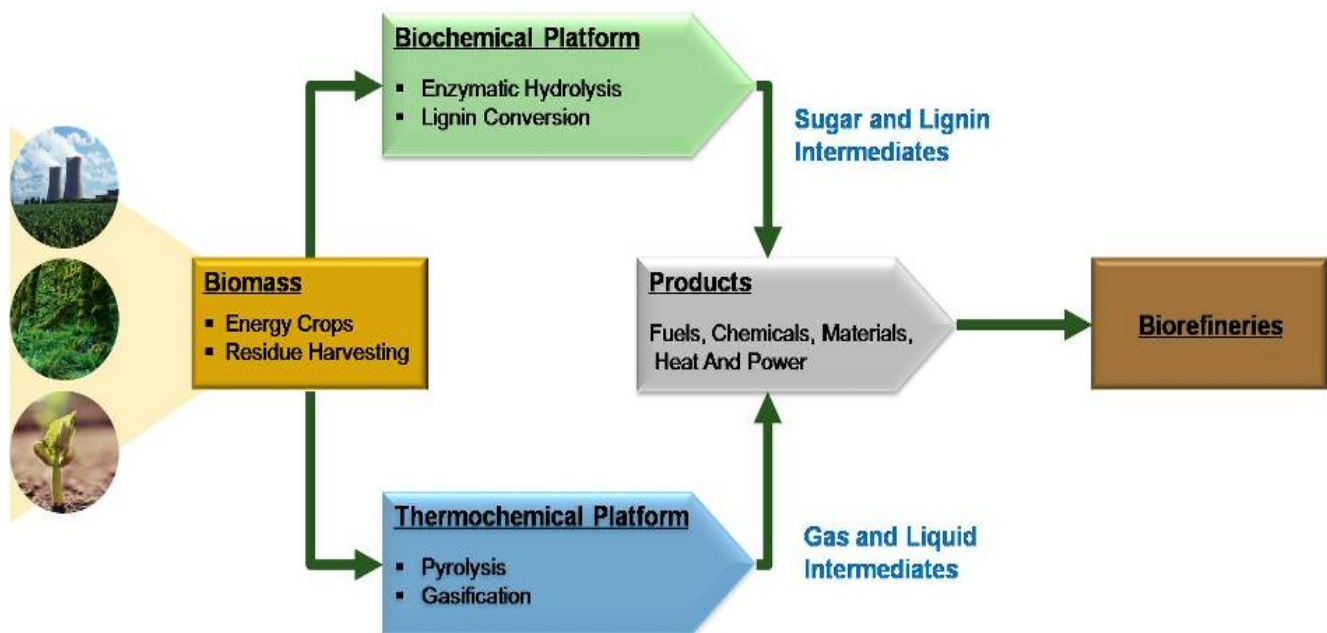 Biochemical Platform
▪ Enzymatic Hydrolysis
▪ Lignin Conversion
Sugar and Lignin
Intermediates
Biomass
▪ Energy Crops
▪ Residue Harvesting
Products
Fuels, Chemicals, Materials,
Heat And Power
Biorefineries
Thermochemical Platform
▪ Pyrolysis
▪ Gasification
Gas and Liquid
Intermediates